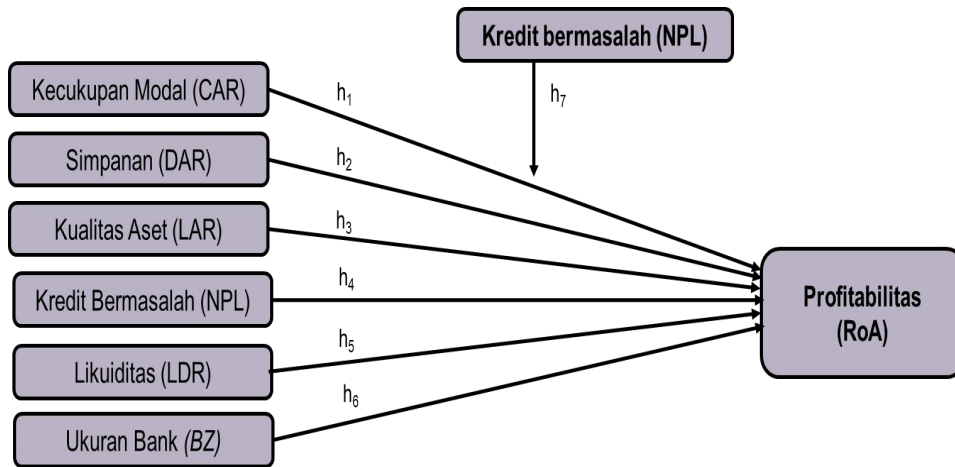 Kredit bermasalah (NPL)
h₇
Kecukupan Modal (CAR)
h₁
Simpanan (DAR)
h₂
Kualitas Aset (LAR)
h₃
Kredit Bermasalah (NPL)
h₄
Likuiditas (LDR)
h₅
Ukuran Bank (BZ)
h₆
Profitabilitas
(RoA)